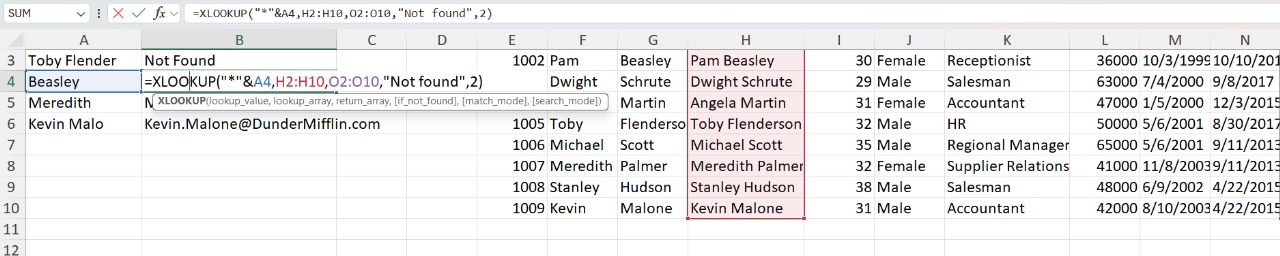 SUM fx =XLOOKUP("*"&A4,H2:H10,O2:O10,"Not found",2)
A B C D E F G H I J K L M N
3 Toby Flender Not Found 1002 Pam Beasley Pam Beasley 30 Female Receptionist 36000 10/3/1999 10/10/201
4 Beasley =XLOOKUP("*"&A4,H2:H10,O2:O10,"Not found",2) Dwight Schrute Dwight Schrute 29 Male Salesman 63000 7/4/2000 9/8/2017
XLOOKUP(lookup_value, lookup_array, return_array, [if_not_found], [match_mode], [search_mode])
5 Meredith Martin Angela Martin 31 Female Accountant 47000 1/5/2000 12/3/2015
6 Kevin Malo Kevin.Malone@DunderMifflin.com 1005 Toby Flenderso Toby Flenderson 32 Male HR 50000 5/6/2001 8/30/2017
7 1006 Michael Scott Michael Scott 35 Male Regional Manager 65000 5/6/2001 9/11/2013
8 1007 Meredith Palmer Meredith Palmer 32 Female Supplier Relations 41000 11/8/2003 9/11/2013
9 1008 Stanley Hudson Stanley Hudson 38 Male Salesman 48000 6/9/2002 4/22/2015
10 1009 Kevin Malone Kevin Malone 31 Male Accountant 42000 8/10/2003 4/22/2015
11
12